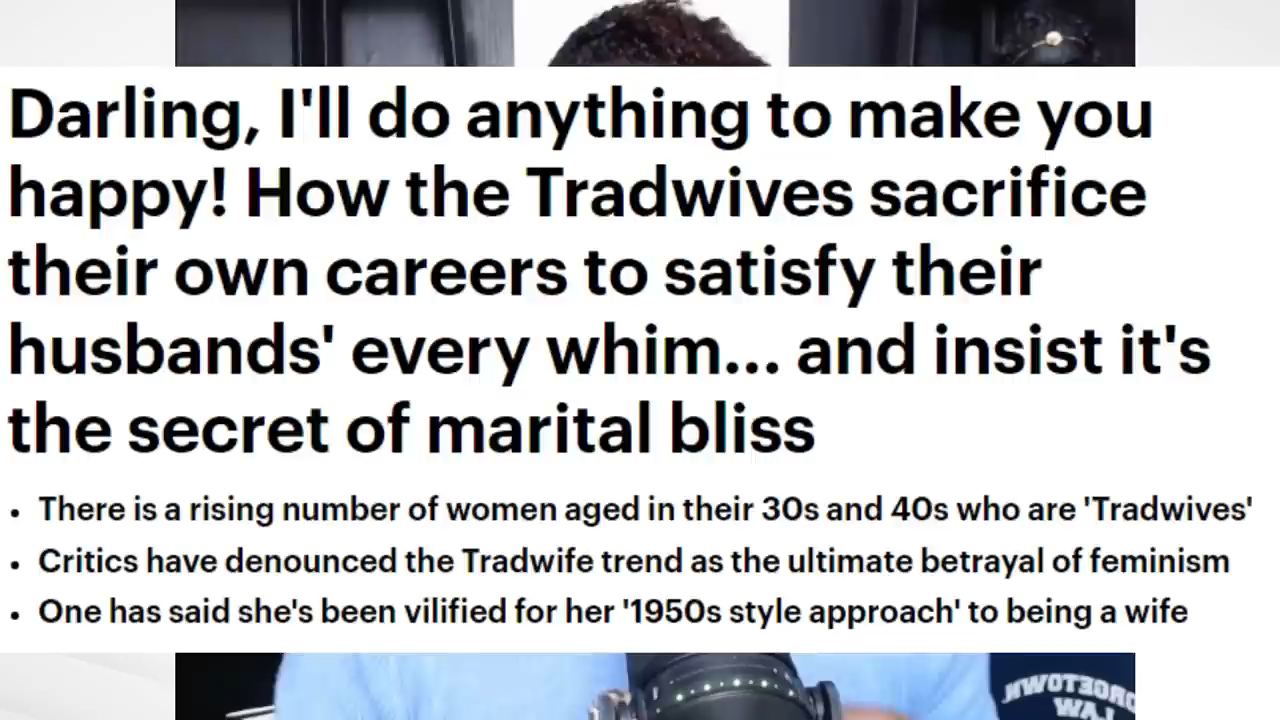 Darling, I'll do anything to make you
happy! How the Tradwives sacrifice
their own careers to satisfy their
husbands' every whim... and insist it's
the secret of marital bliss
• There is a rising number of women aged in their 30s and 40s who are 'Tradwives'
• Critics have denounced the Tradwife trend as the ultimate betrayal of feminism
• One has said she's been vilified for her '1950s style approach' to being a wife
LAW